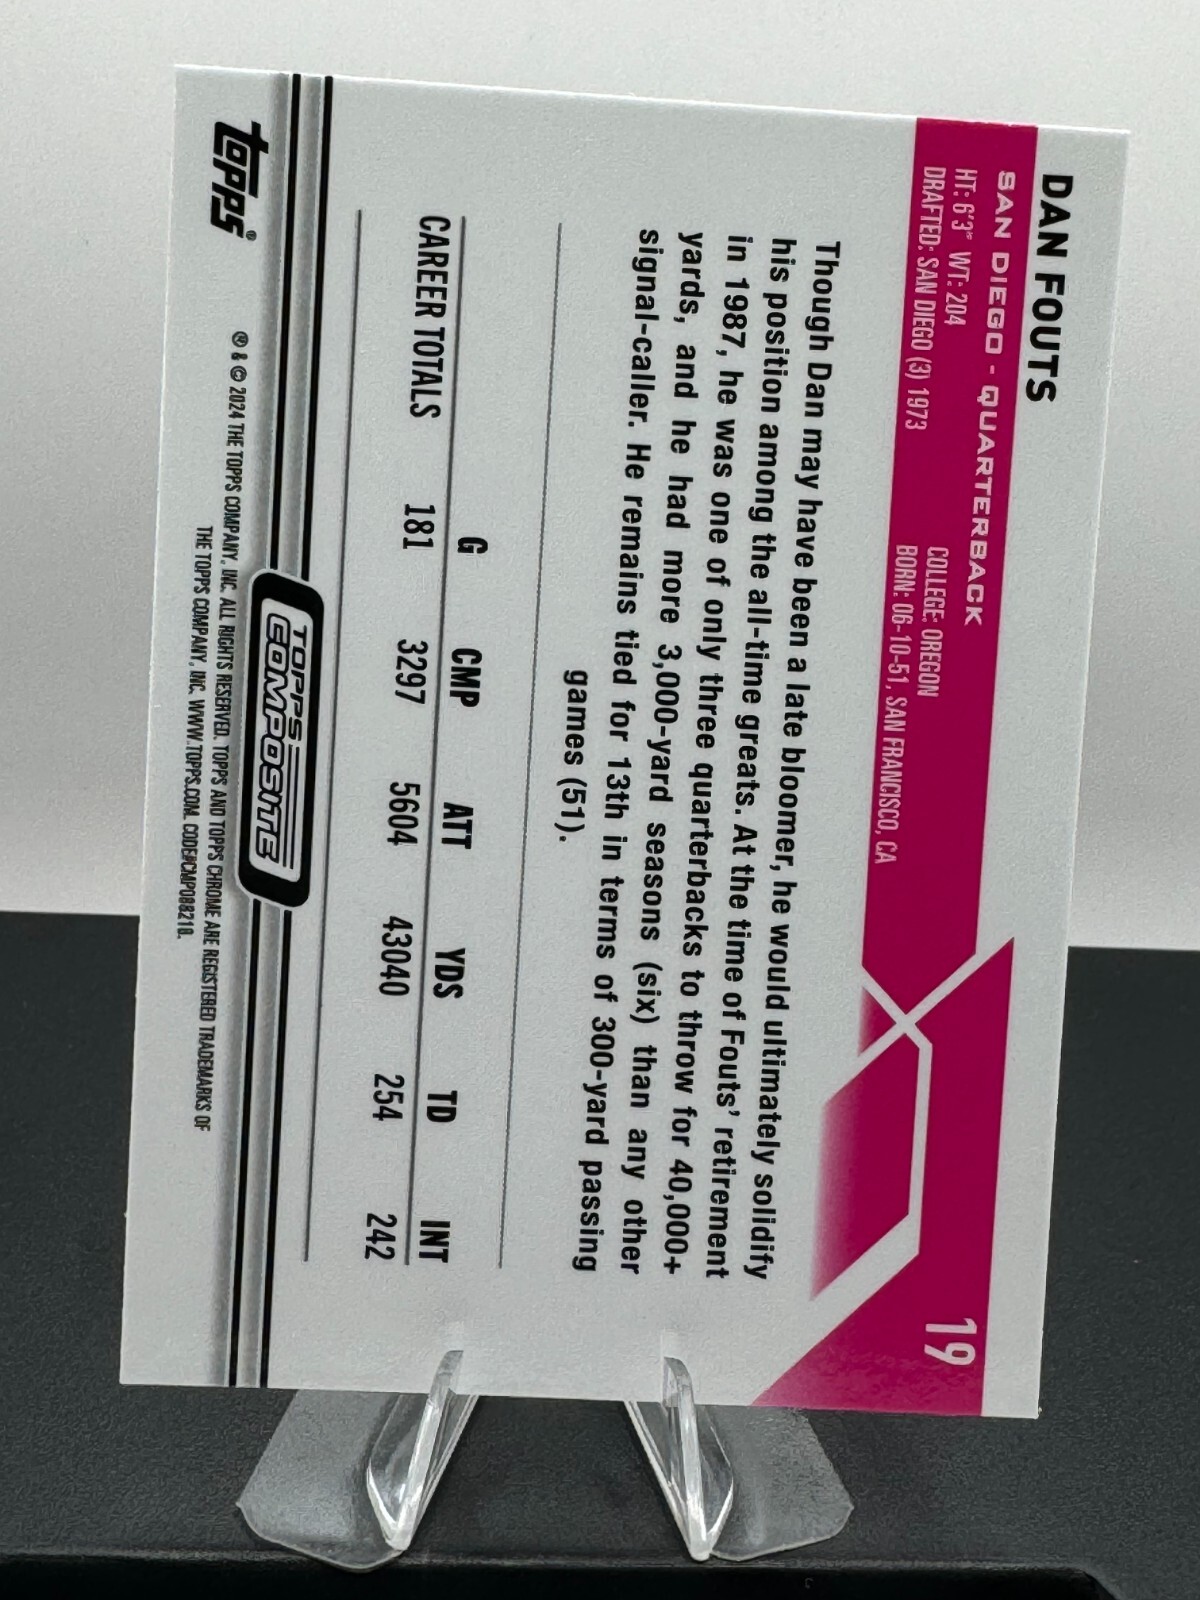 DAN FOUTS
SAN DIEGO - QUARTERBACK
HT: 6'3" WT: 204
COLLEGE: OREGON
DRAFTED: SAN DIEGO (3) 1973
BORN: 06-10-51, SAN FRANCISCO, CA
19
Though Dan may have been a late bloomer, he would ultimately solidify
his position among the all-time greats. At the time of Fouts' retirement
in 1987, he was one of only three quarterbacks to throw for 40,000+
yards, and he had more 3,000-yard seasons (six) than any other
signal-caller. He remains tied for 13th in terms of 300-yard passing
games (51).
G CMP ATT YDS TD INT
CAREER TOTALS 181 3297 5604 43040 254 242
TOPPS
COMPOSITE
topps®
® & © 2024 THE TOPPS COMPANY, INC. ALL RIGHTS RESERVED. TOPPS AND TOPPS CHROME ARE REGISTERED TRADEMARKS OF
THE TOPPS COMPANY, INC. WWW.TOPPS.COM. CODE#CMP088210.